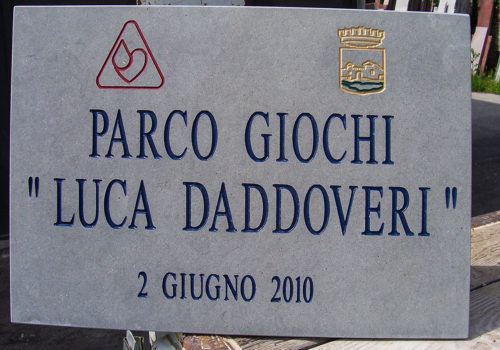 PARCO GIOCHI
" LUCA DADDOVERI "
2 GIUGNO 2010